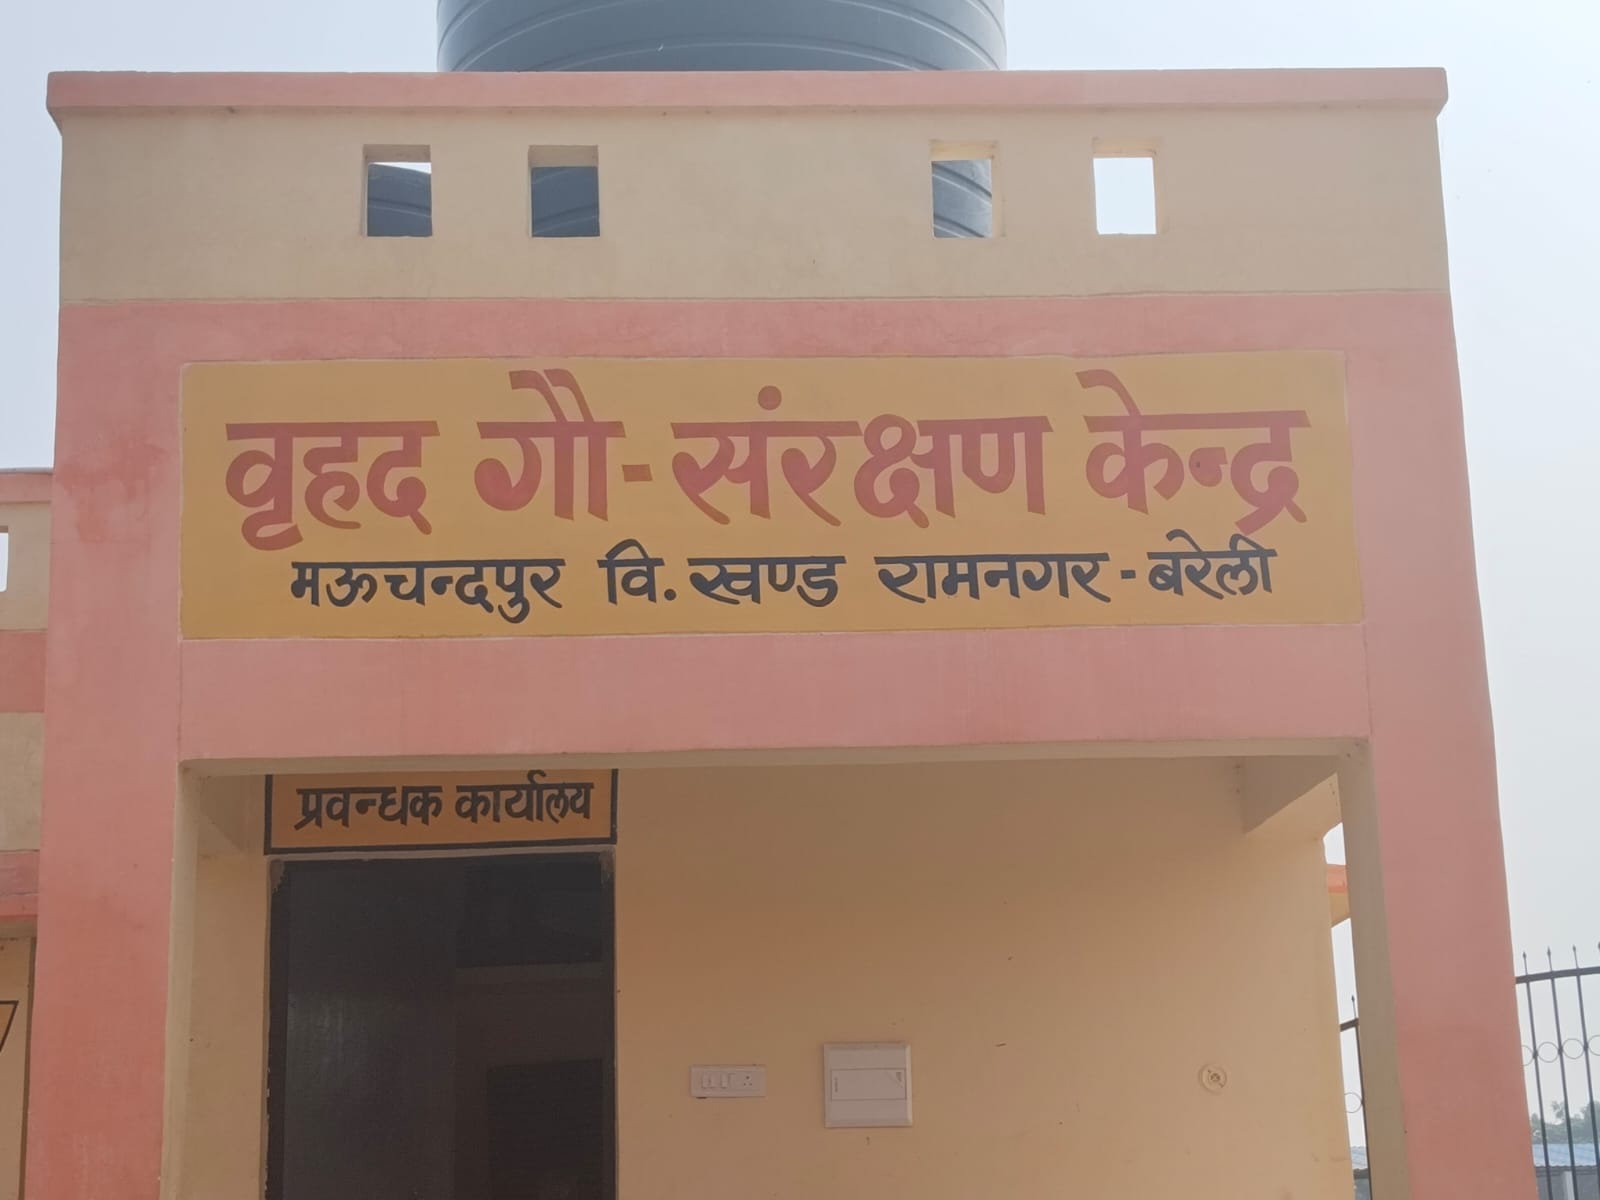 वृहद गौ-संरक्षण केन्द्र
मऊचन्दपुर वि. खण्ड रामनगर - बरेली
प्रवन्धक कार्यालय